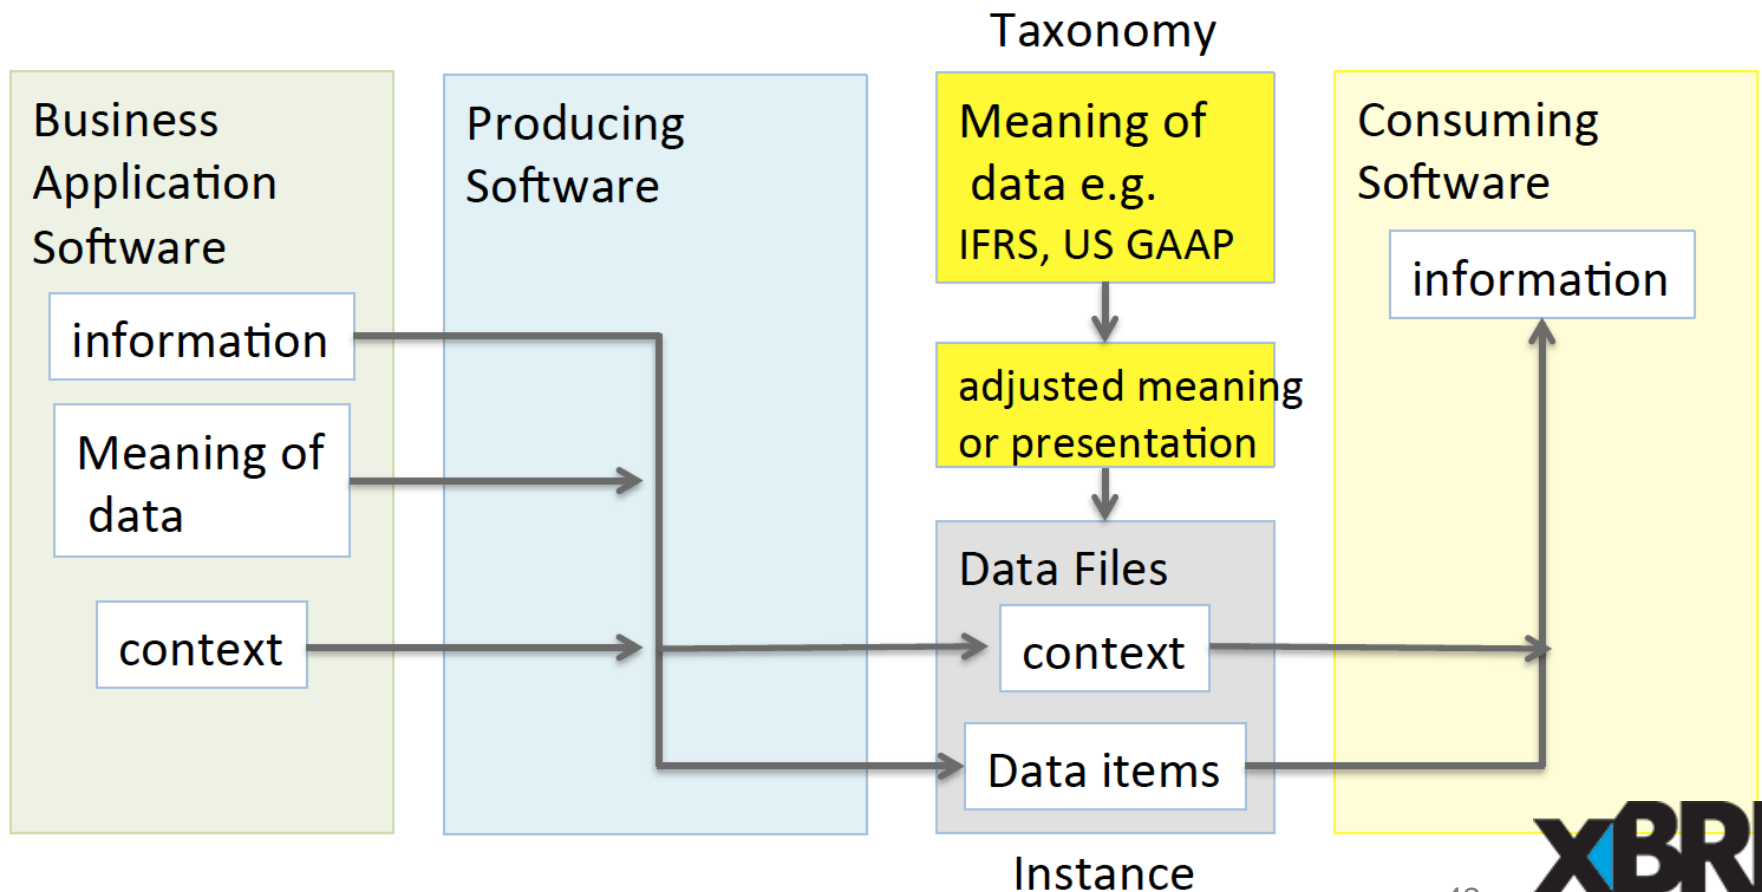 Taxonomy
Business
Application
Software
information
Meaning of
data
context
Producing
Software
Meaning of
data e.g.
IFRS, US GAAP
adjusted meaning
or presentation
Data Files
context
Data items
Instance
Consuming
Software
information
XBRL